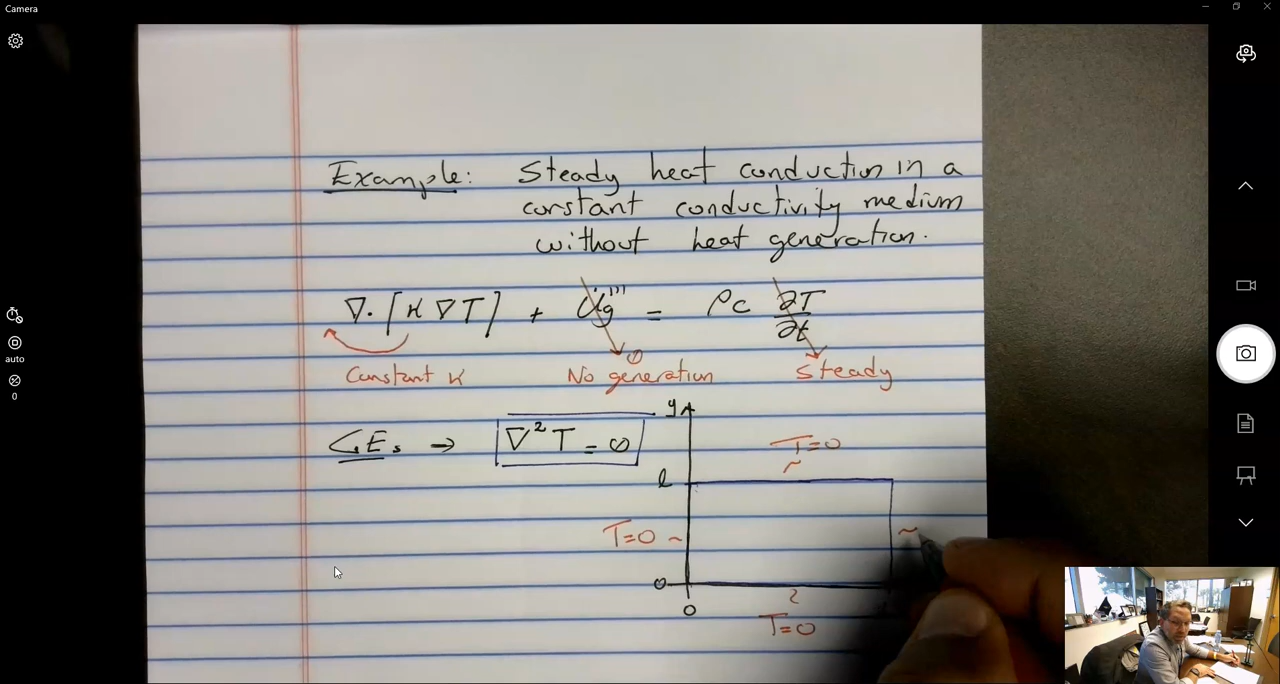 Camera
Example: Steady heat conduction in a
constant conductivity medium
without heat generation.
∇·[K ∇T] + u̇g''' = ρc ∂T/∂t
0
Constant K No generation Steady
G.Es → ∇²T = 0
y
T=0
l
T=0
0
0
T=0
auto
0